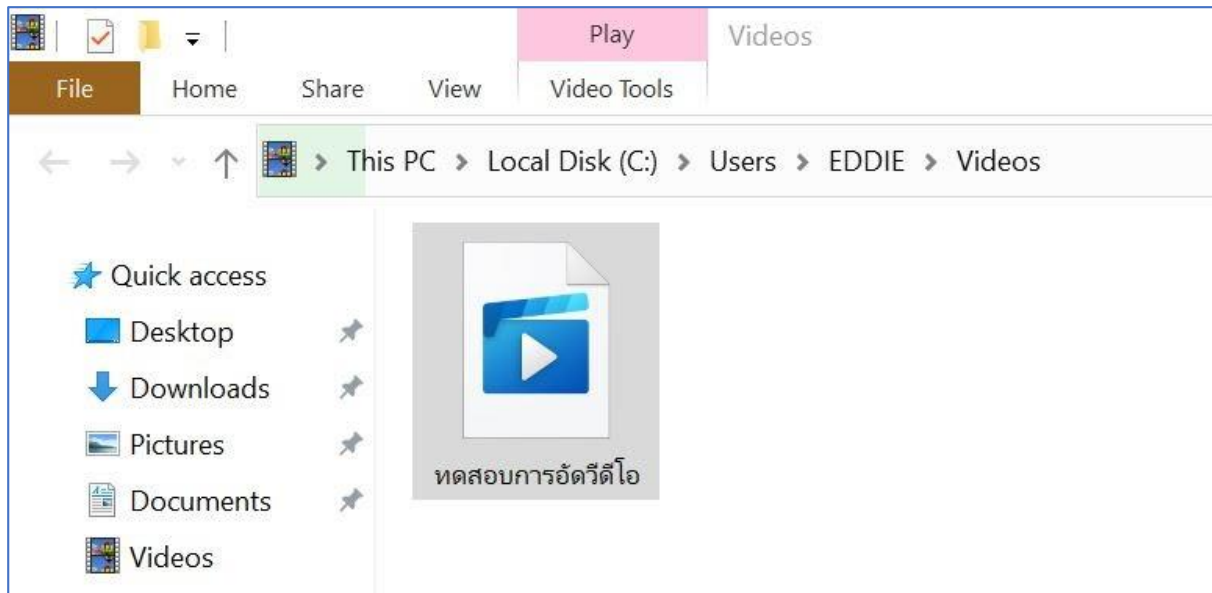 Play Videos
File Home Share View Video Tools
This PC > Local Disk (C:) > Users > EDDIE > Videos
Quick access
Desktop
Downloads
Pictures
Documents
Videos
ทดสอบการอัดวีดีโอ